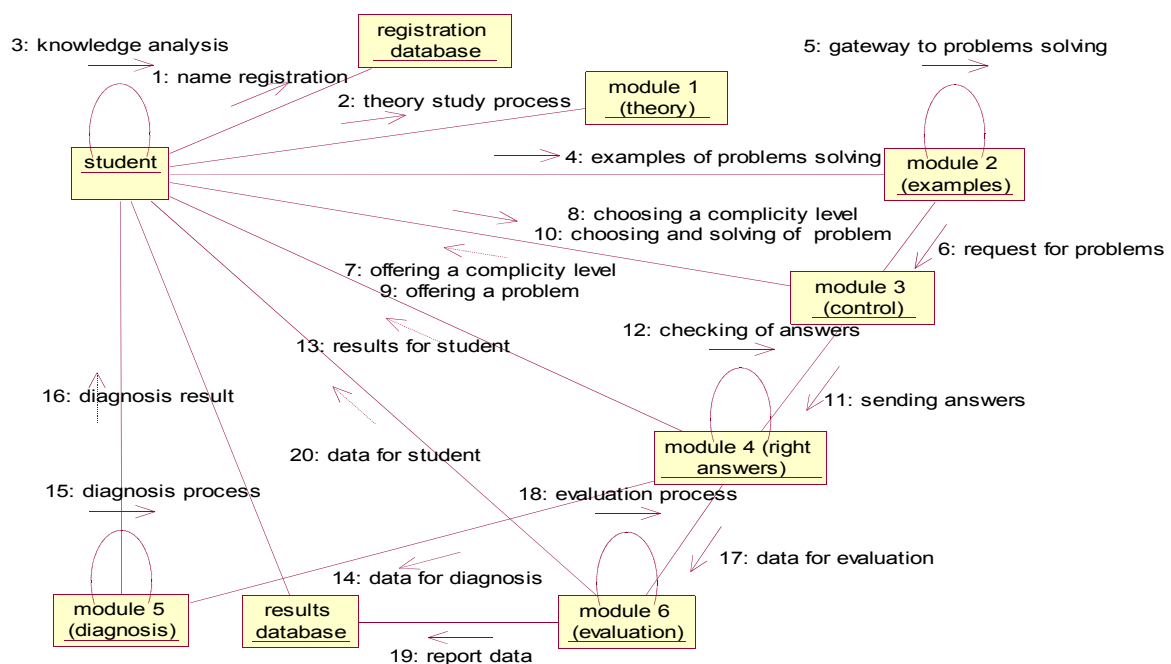 registration
database
3: knowledge analysis
5: gateway to problems solving
1: name registration
module 1
(theory)
2: theory study process
student
4: examples of problems solving
module 2
(examples)
8: choosing a complicity level
10: choosing and solving of problem
6: request for problems
7: offering a complicity level
9: offering a problem
module 3
(control)
12: checking of answers
13: results for student
16: diagnosis result
11: sending answers
module 4 (right
answers)
20: data for student
15: diagnosis process
18: evaluation process
17: data for evaluation
14: data for diagnosis
module 5
(diagnosis)
results
database
module 6
(evaluation)
19: report data